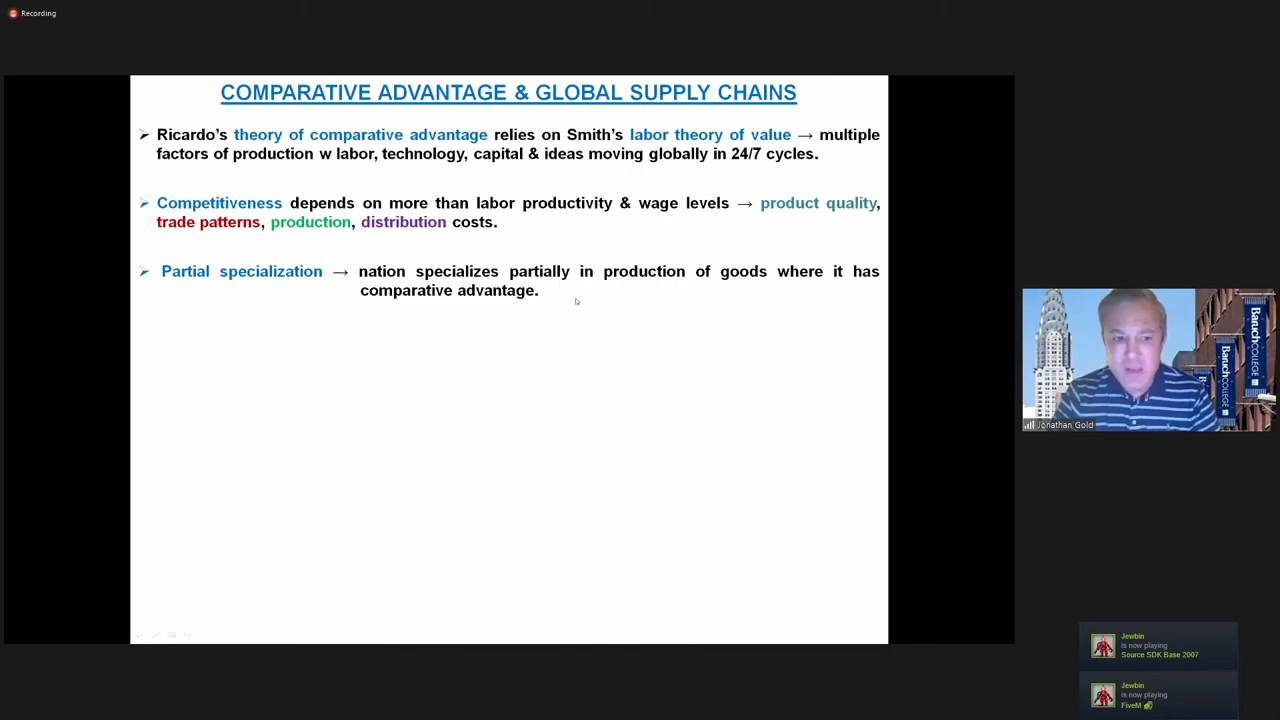 Recording
COMPARATIVE ADVANTAGE & GLOBAL SUPPLY CHAINS
➢ Ricardo's theory of comparative advantage relies on Smith's labor theory of value → multiple
factors of production w labor, technology, capital & ideas moving globally in 24/7 cycles.
➢ Competitiveness depends on more than labor productivity & wage levels → product quality,
trade patterns, production, distribution costs.
➢ Partial specialization → nation specializes partially in production of goods where it has
comparative advantage.
Baruch COLLEGE
Baruch COLLEGE
Jonathan Gold
Jewbin
is now playing
Source SDK Base 2007
Jewbin
is now playing
FiveM